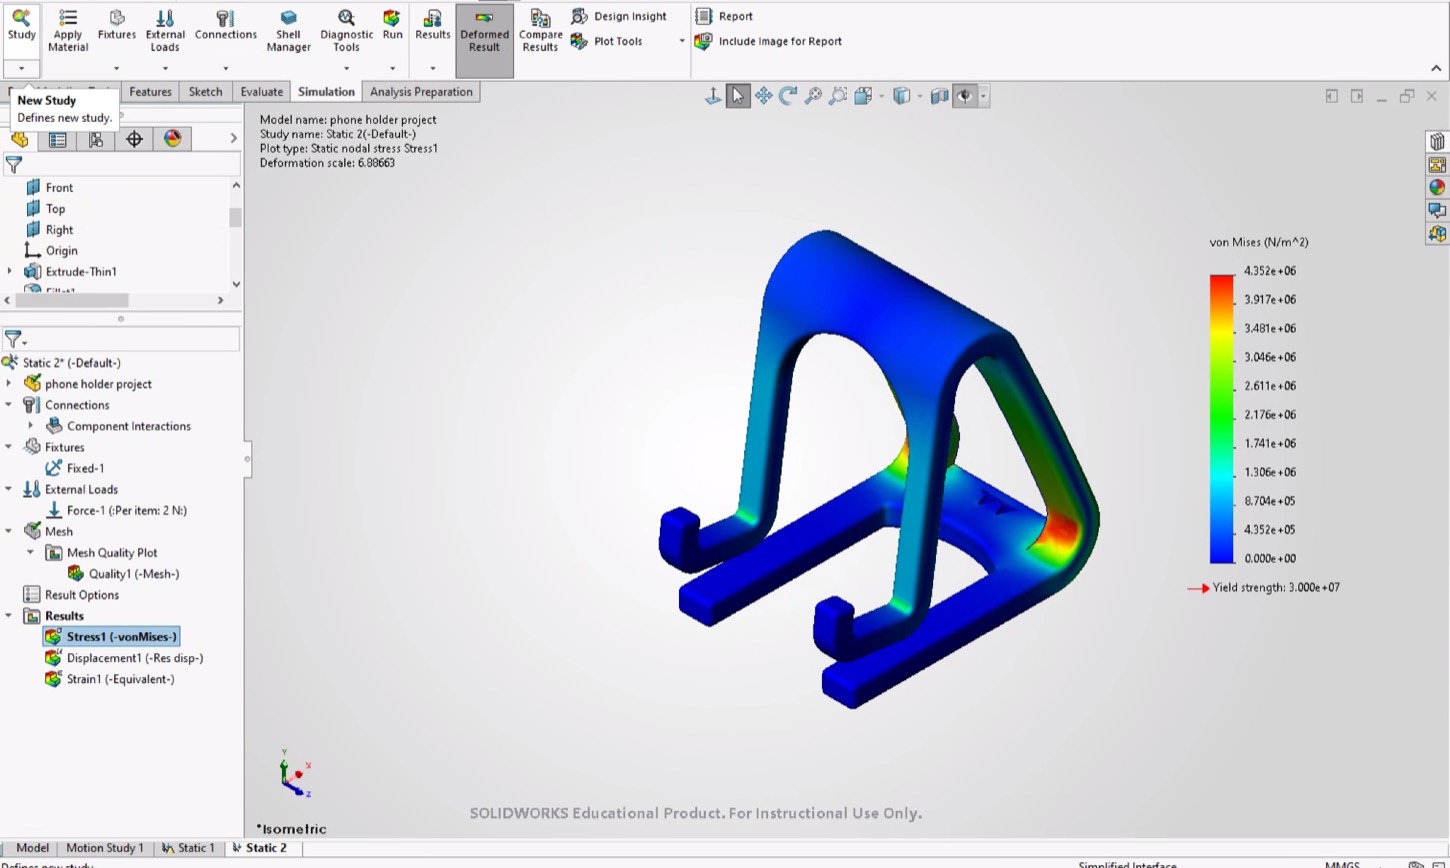 Study
Apply Material
Fixtures
External Loads
Connections
Shell Manager
Diagnostic Tools
Run
Results
Deformed Result
Compare Results
Design Insight
Plot Tools
Report
Include Image for Report
Features
Sketch
Evaluate
Simulation
Analysis Preparation
New Study
Defines new study.
Front
Top
Right
Origin
Extrude-Thin1
Fillet1
Static 2* (-Default-)
phone holder project
Connections
Component Interactions
Fixtures
Fixed-1
External Loads
Force-1 (:Per item: 2 N:)
Mesh
Mesh Quality Plot
Quality1 (-Mesh-)
Result Options
Results
Stress1 (-vonMises-)
Displacement1 (-Res disp-)
Strain1 (-Equivalent-)
Model name: phone holder project
Study name: Static 2(-Default-)
Plot type: Static nodal stress Stress1
Deformation scale: 6.88663
von Mises (N/m^2)
4.352e+06
3.917e+06
3.481e+06
3.046e+06
2.611e+06
2.176e+06
1.741e+06
1.306e+06
8.704e+05
4.352e+05
0.000e+00
Yield strength: 3.000e+07
Y
X
Z
SOLIDWORKS Educational Product. For Instructional Use Only.
*Isometric
Model
Motion Study 1
Static 1
Static 2
Defines new study.
Simplified Interface
MMGS